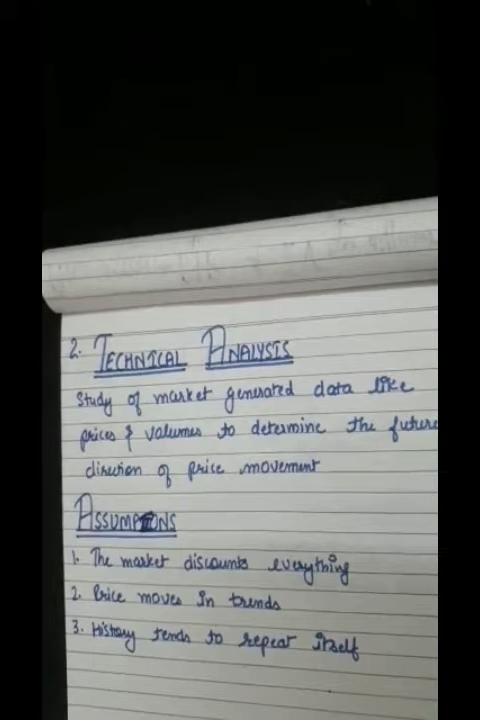 2. TECHNICAL ANALYSIS
Study of market generated data like
prices & volumes to determine the future
direction of price movement
ASSUMPTIONS
1. The market discounts everything
2. Price moves in trends
3. History tends to repeat itself